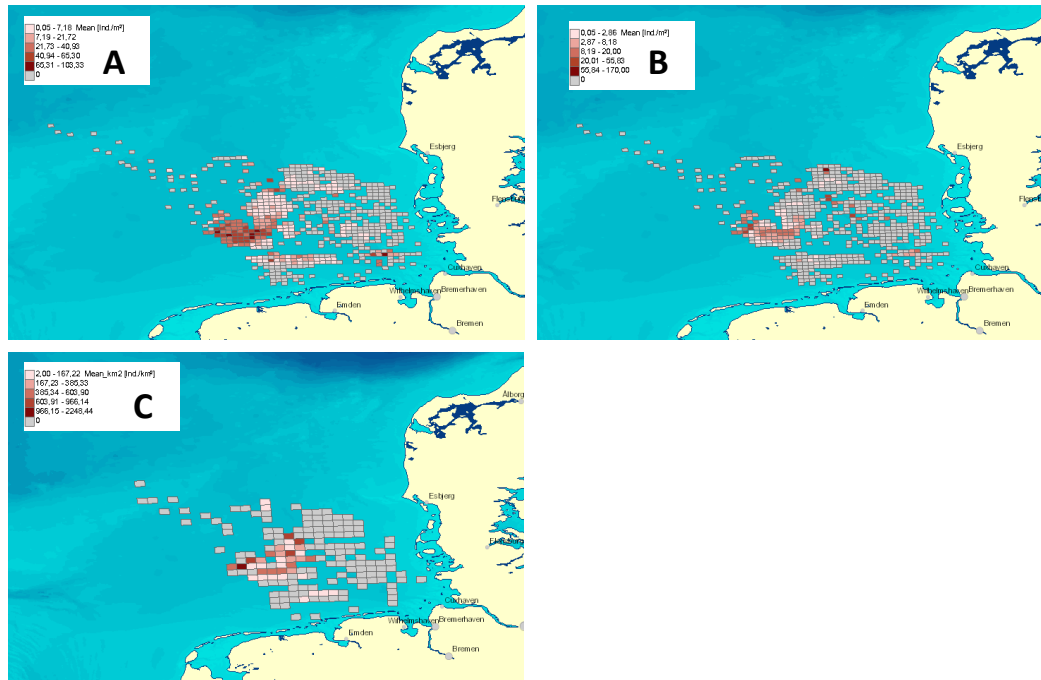 0,05 - 7,18 Mean [Ind./m²]
7,19 - 21,72
21,73 - 40,93
40,94 - 65,30
65,31 - 103,33
0
A
Esbjerg
Cuxhaven
Wilhelmshaven
Bremerhaven
Emden
Bremen
0,05 - 2,86 Mean [Ind./m²]
2,87 - 8,18
8,19 - 20,00
20,01 - 55,83
55,84 - 170,00
0
B
Esbjerg
Cuxhaven
Wilhelmshaven
Bremerhaven
Emden
Bremen
2,00 - 167,22 Mean_km2 [Ind./km²]
167,23 - 385,33
385,34 - 603,90
603,91 - 966,14
966,15 - 2248,44
0
C
Ålborg
Esbjerg
Cuxhaven
Wilhelmshaven
Bremerhaven
Emden
Bremen